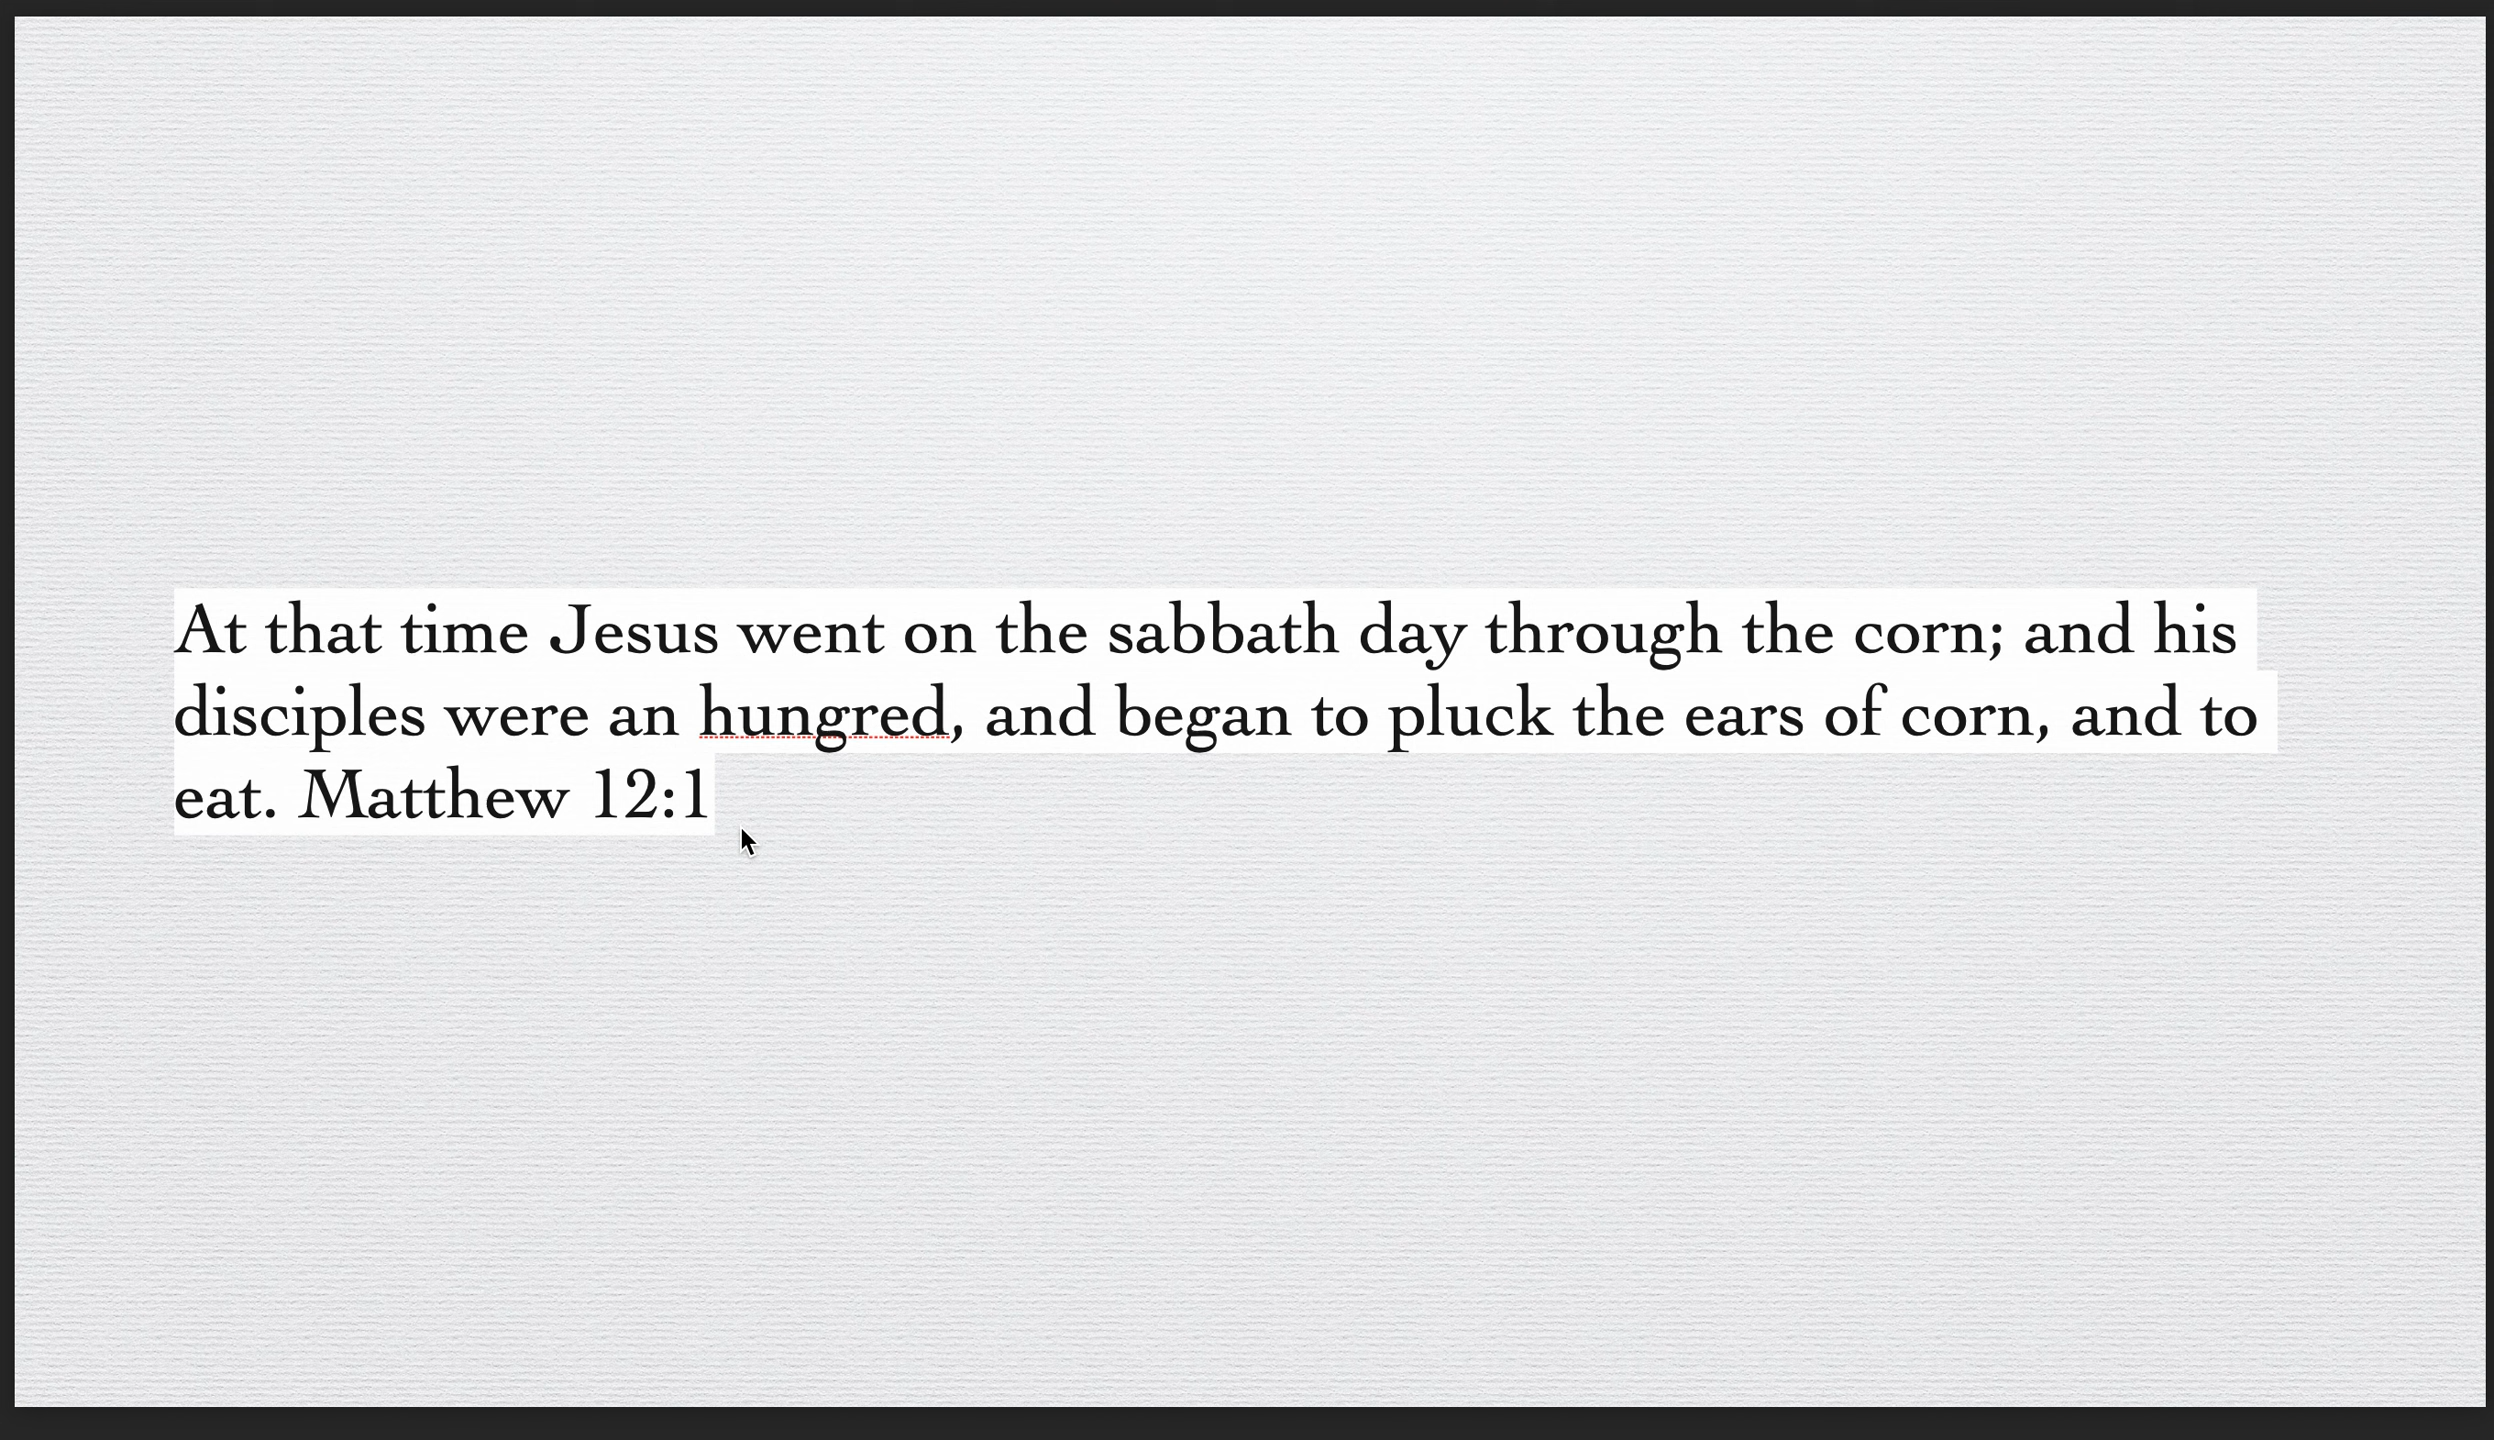 At that time Jesus went on the sabbath day through the corn; and his
disciples were an hungred, and began to pluck the ears of corn, and to
eat. Matthew 12:1